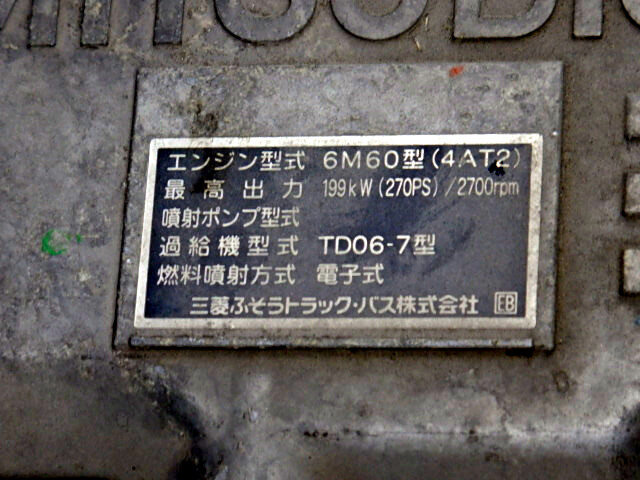 MITSUBI
エンジン型式 6M60型(4AT2)
最高出力 199kW(270PS)/2700rpm
噴射ポンプ型式
過給機型式 TD06-7型
燃料噴射方式 電子式
三菱ふそうトラック・バス株式会社 EB